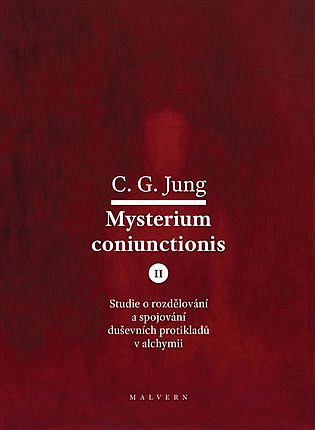 C. G. Jung
Mysterium
coniunctionis
II
Studie o rozdělování
a spojování
duševních protikladů
v alchymii
MALVERN